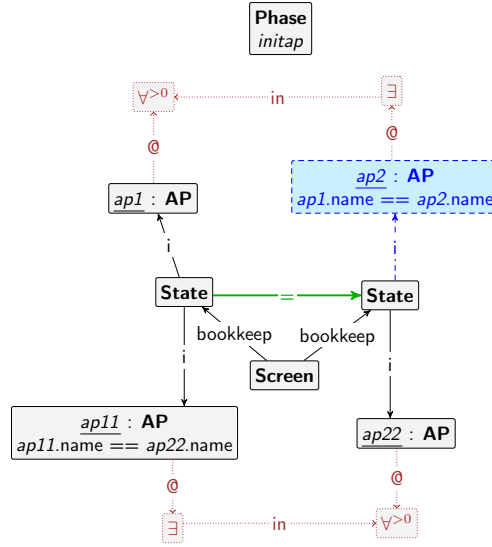 Phase
initap
∀>0
in
∃
@
@
ap1 : AP
ap2 : AP
ap1.name == ap2.name
i
i
State
=
State
bookkeep
bookkeep
i
i
Screen
ap11 : AP
ap11.name == ap22.name
ap22 : AP
@
@
∃
in
∀>0